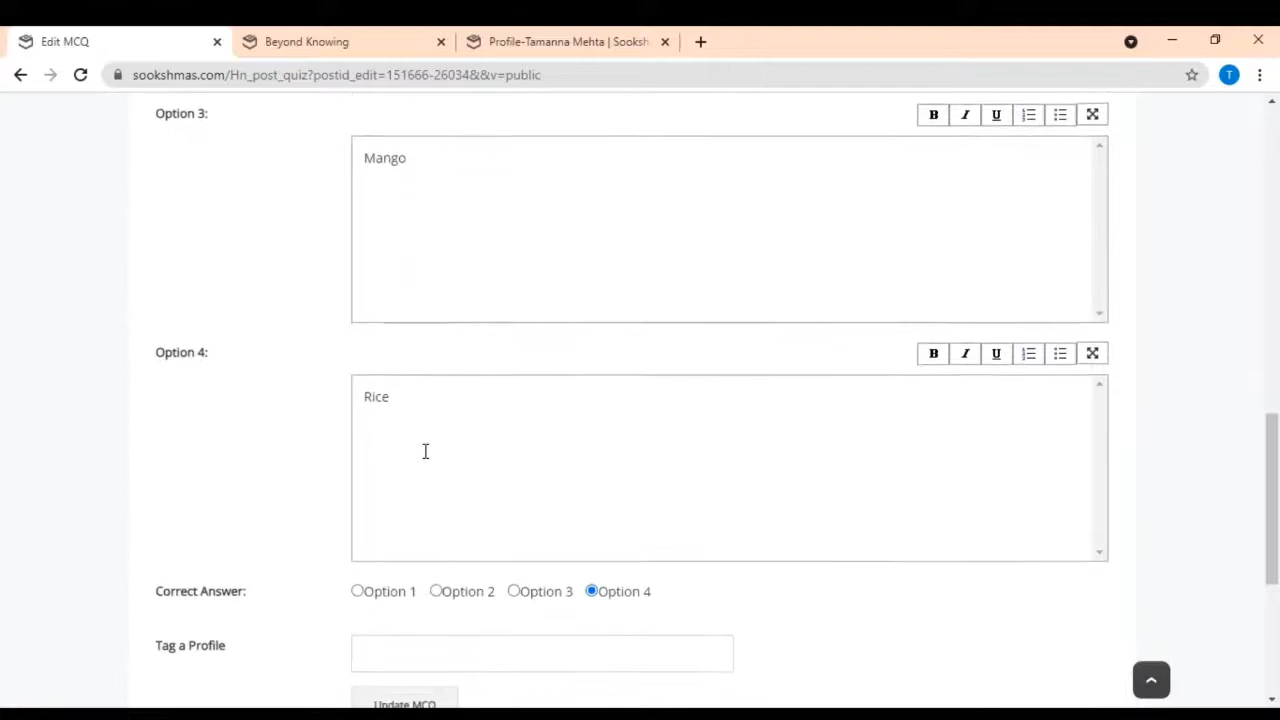 Edit MCQ
Beyond Knowing
Profile-Tamanna Mehta | Sooksh
sookshmas.com/Hn_post_quiz?postid_edit=151666-26034&&v=public
T
Option 3:
B I U
Mango
Option 4:
B I U
Rice
Correct Answer:
Option 1 Option 2 Option 3 Option 4
Tag a Profile
Update MCQ